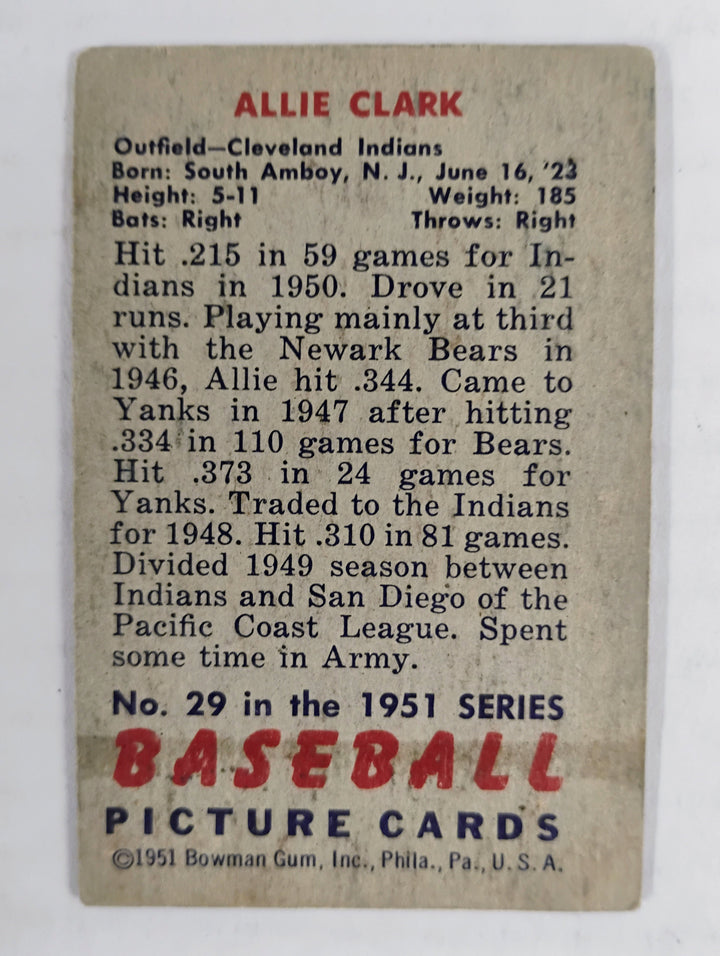 ALLIE CLARK
Outfield—Cleveland Indians
Born: South Amboy, N. J., June 16, '23
Height: 5-11 Weight: 185
Bats: Right Throws: Right
Hit .215 in 59 games for In-
dians in 1950. Drove in 21
runs. Playing mainly at third
with the Newark Bears in
1946, Allie hit .344. Came to
Yanks in 1947 after hitting
.334 in 110 games for Bears.
Hit .373 in 24 games for
Yanks. Traded to the Indians
for 1948. Hit .310 in 81 games.
Divided 1949 season between
Indians and San Diego of the
Pacific Coast League. Spent
some time in Army.
No. 29 in the 1951 SERIES
BASEBALL
PICTURE CARDS
©1951 Bowman Gum, Inc., Phila., Pa., U. S. A.